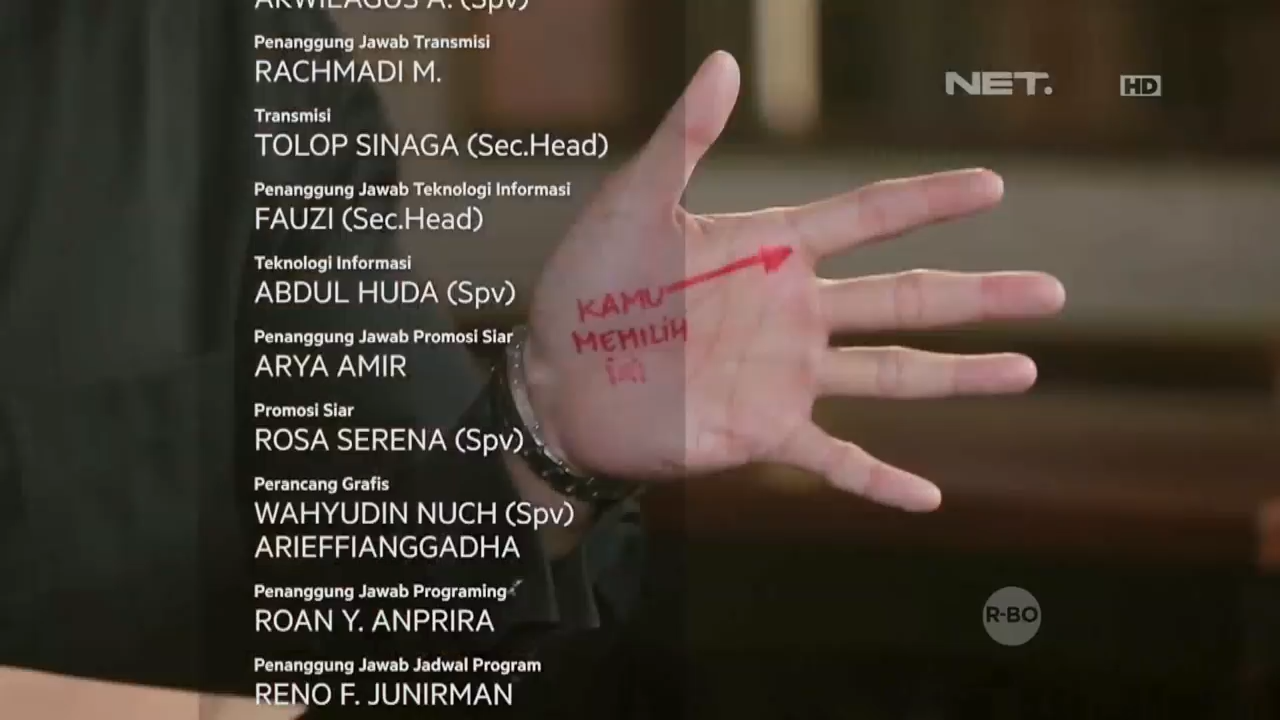 AKWILAGUS A. (Spv)
Penanggung Jawab Transmisi
RACHMADI M.
Transmisi
TOLOP SINAGA (Sec.Head)
Penanggung Jawab Teknologi Informasi
FAUZI (Sec.Head)
Teknologi Informasi
ABDUL HUDA (Spv)
Penanggung Jawab Promosi Siar
ARYA AMIR
Promosi Siar
ROSA SERENA (Spv)
Perancang Grafis
WAHYUDIN NUCH (Spv)
ARIEFFIANGGADHA
Penanggung Jawab Programing
ROAN Y. ANPRIRA
Penanggung Jawab Jadwal Program
RENO F. JUNIRMAN
NET.
HD
KAMU
MEMILIH
R-BO